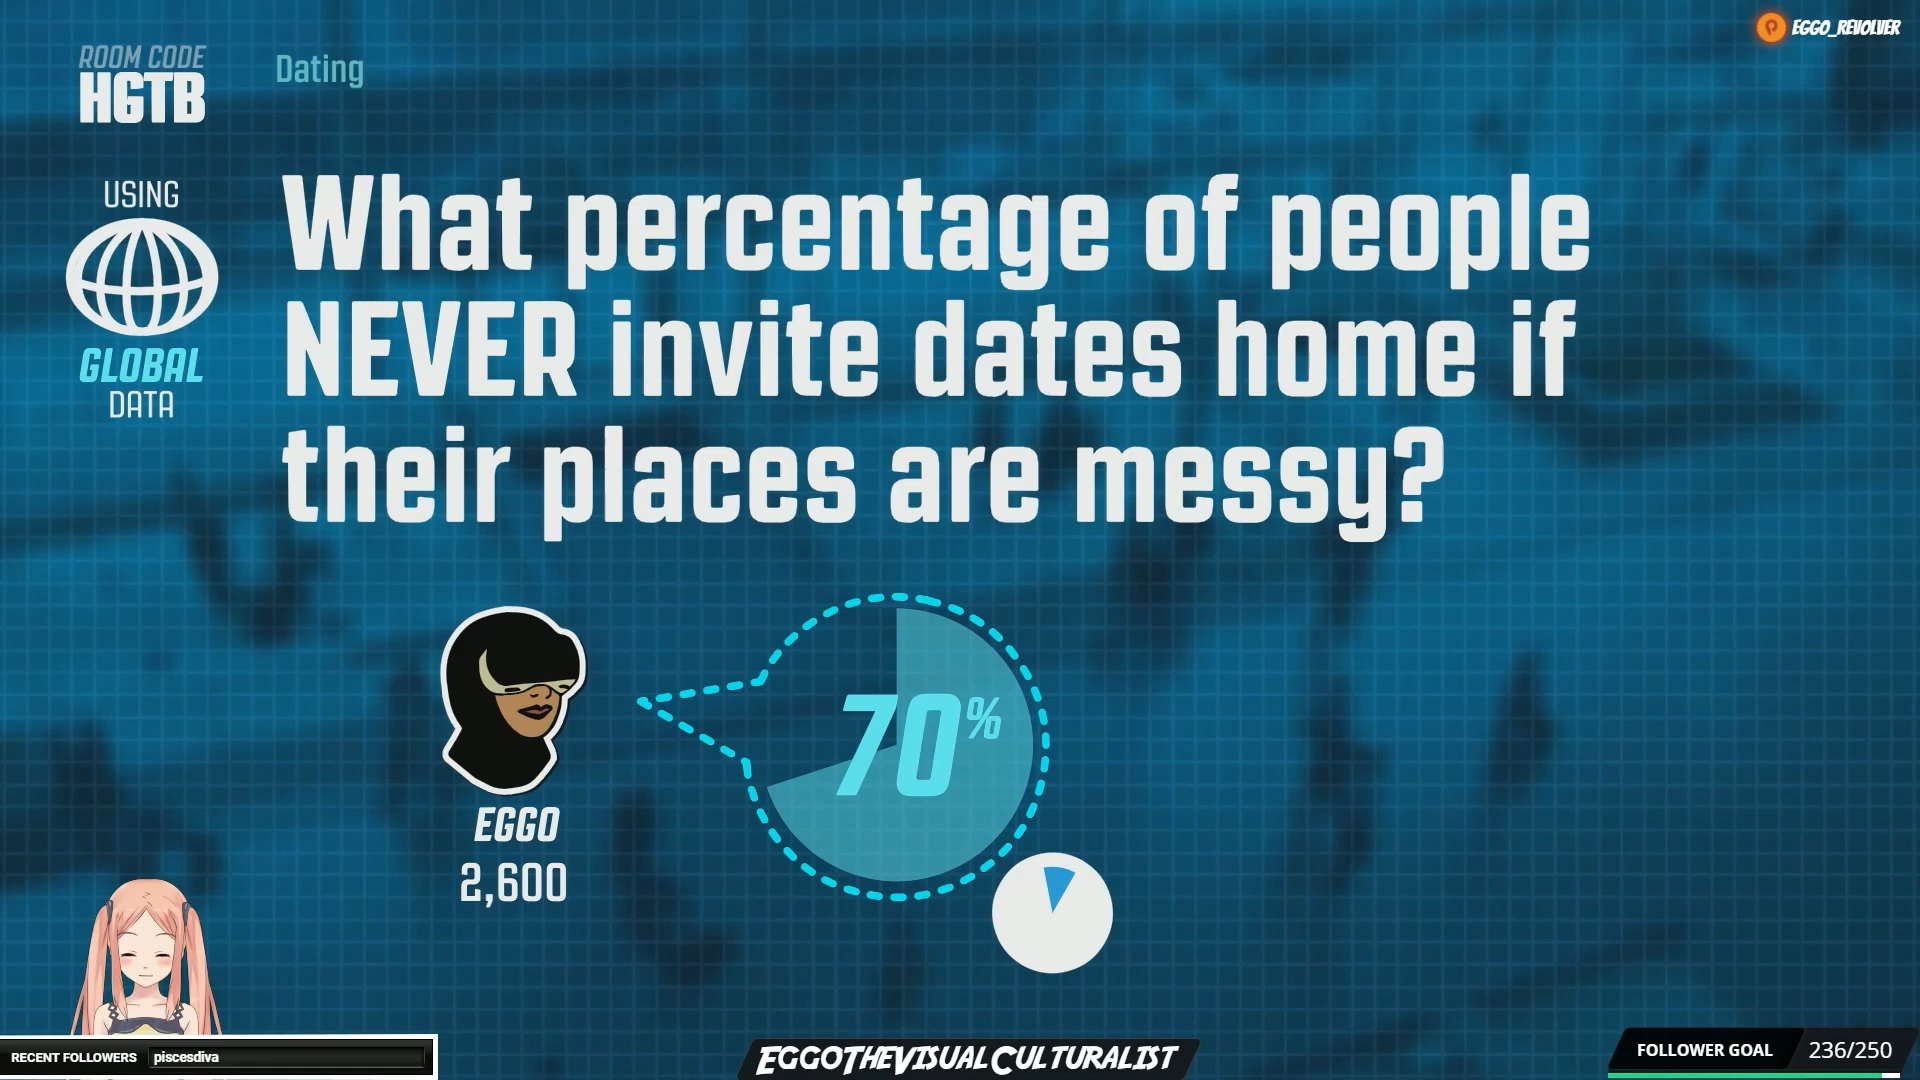 EGGO_REVOLVER
ROOM CODE
HGTB
Dating
USING
GLOBAL
DATA
What percentage of people
NEVER invite dates home if
their places are messy?
70%
EGGO
2,600
RECENT FOLLOWERS piscesdiva
EGGOTHEVISUALCULTURALIST
FOLLOWER GOAL 236/250